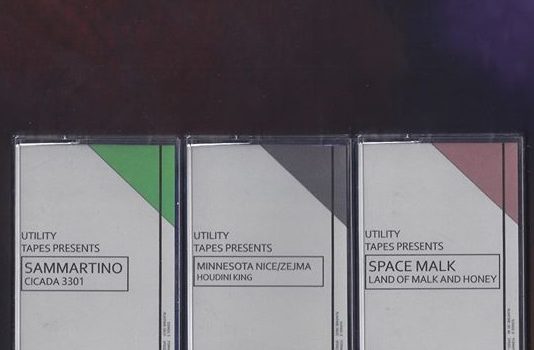 UTILITY
TAPES PRESENTS
SAMMARTINO
CICADA 3301
UTILITY
TAPES PRESENTS
MINNESOTA NICE/ZEJMA
HOUDINI KING
UTILITY
TAPES PRESENTS
SPACE MALK
LAND OF MALK AND HONEY